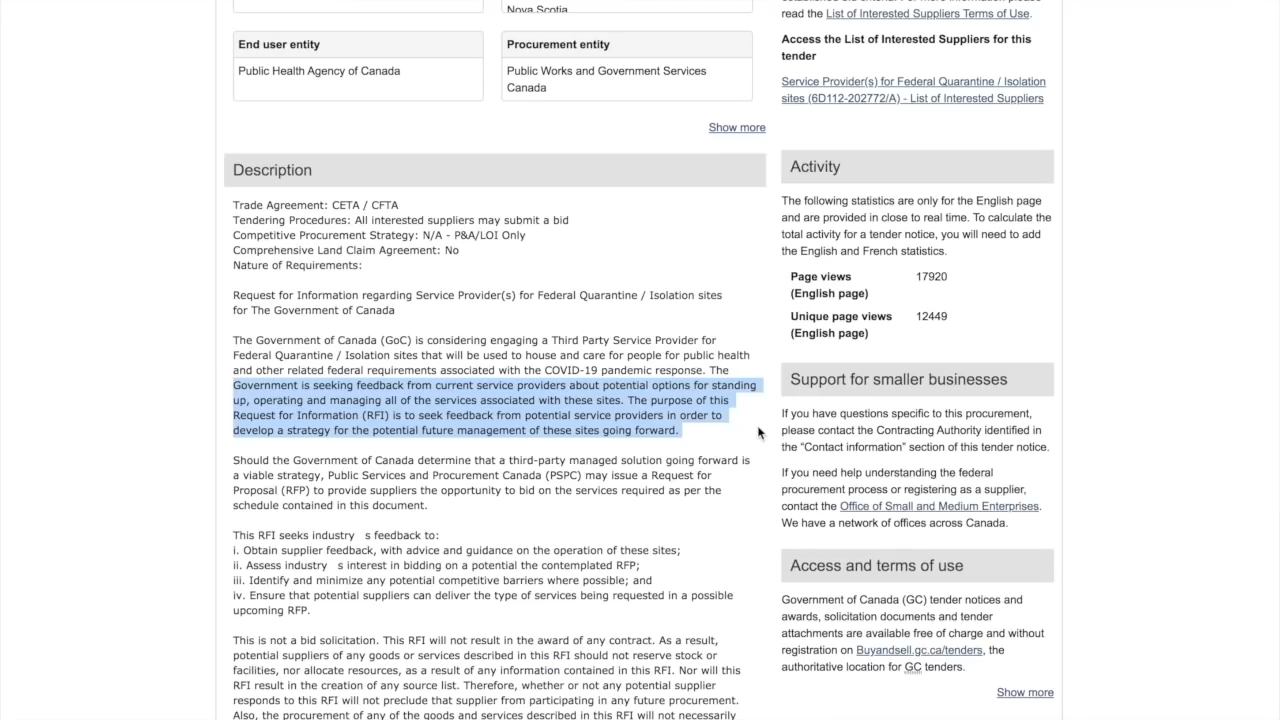 Nova Scotia
End user entity
Public Health Agency of Canada
Procurement entity
Public Works and Government Services
Canada
Show more
Description
Trade Agreement: CETA / CFTA
Tendering Procedures: All interested suppliers may submit a bid
Competitive Procurement Strategy: N/A - P&A/LOI Only
Comprehensive Land Claim Agreement: No
Nature of Requirements:
Request for Information regarding Service Provider(s) for Federal Quarantine / Isolation sites
for The Government of Canada
The Government of Canada (GoC) is considering engaging a Third Party Service Provider for
Federal Quarantine / Isolation sites that will be used to house and care for people for public health
and other related federal requirements associated with the COVID-19 pandemic response. The
Government is seeking feedback from current service providers about potential options for standing
up, operating and managing all of the services associated with these sites. The purpose of this
Request for Information (RFI) is to seek feedback from potential service providers in order to
develop a strategy for the potential future management of these sites going forward.
Should the Government of Canada determine that a third-party managed solution going forward is
a viable strategy, Public Services and Procurement Canada (PSPC) may issue a Request for
Proposal (RFP) to provide suppliers the opportunity to bid on the services required as per the
schedule contained in this document.
This RFI seeks industry s feedback to:
i. Obtain supplier feedback, with advice and guidance on the operation of these sites;
ii. Assess industry s interest in bidding on a potential the contemplated RFP;
iii. Identify and minimize any potential competitive barriers where possible; and
iv. Ensure that potential suppliers can deliver the type of services being requested in a possible
upcoming RFP.
This is not a bid solicitation. This RFI will not result in the award of any contract. As a result,
potential suppliers of any goods or services described in this RFI should not reserve stock or
facilities, nor allocate resources, as a result of any information contained in this RFI. Nor will this
RFI result in the creation of any source list. Therefore, whether or not any potential supplier
responds to this RFI will not preclude that supplier from participating in any future procurement.
Also, the procurement of any of the goods and services described in this RFI will not necessarily
read the List of Interested Suppliers Terms of Use.
Access the List of Interested Suppliers for this
tender
Service Provider(s) for Federal Quarantine / Isolation
sites (6D112-202772/A) - List of Interested Suppliers
Activity
The following statistics are only for the English page
and are provided in close to real time. To calculate the
total activity for a tender notice, you will need to add
the English and French statistics.
Page views 17920
(English page)
Unique page views 12449
(English page)
Support for smaller businesses
If you have questions specific to this procurement,
please contact the Contracting Authority identified in
the “Contact information” section of this tender notice.
If you need help understanding the federal
procurement process or registering as a supplier,
contact the Office of Small and Medium Enterprises.
We have a network of offices across Canada.
Access and terms of use
Government of Canada (GC) tender notices and
awards, solicitation documents and tender
attachments are available free of charge and without
registration on Buyandsell.gc.ca/tenders, the
authoritative location for GC tenders.
Show more